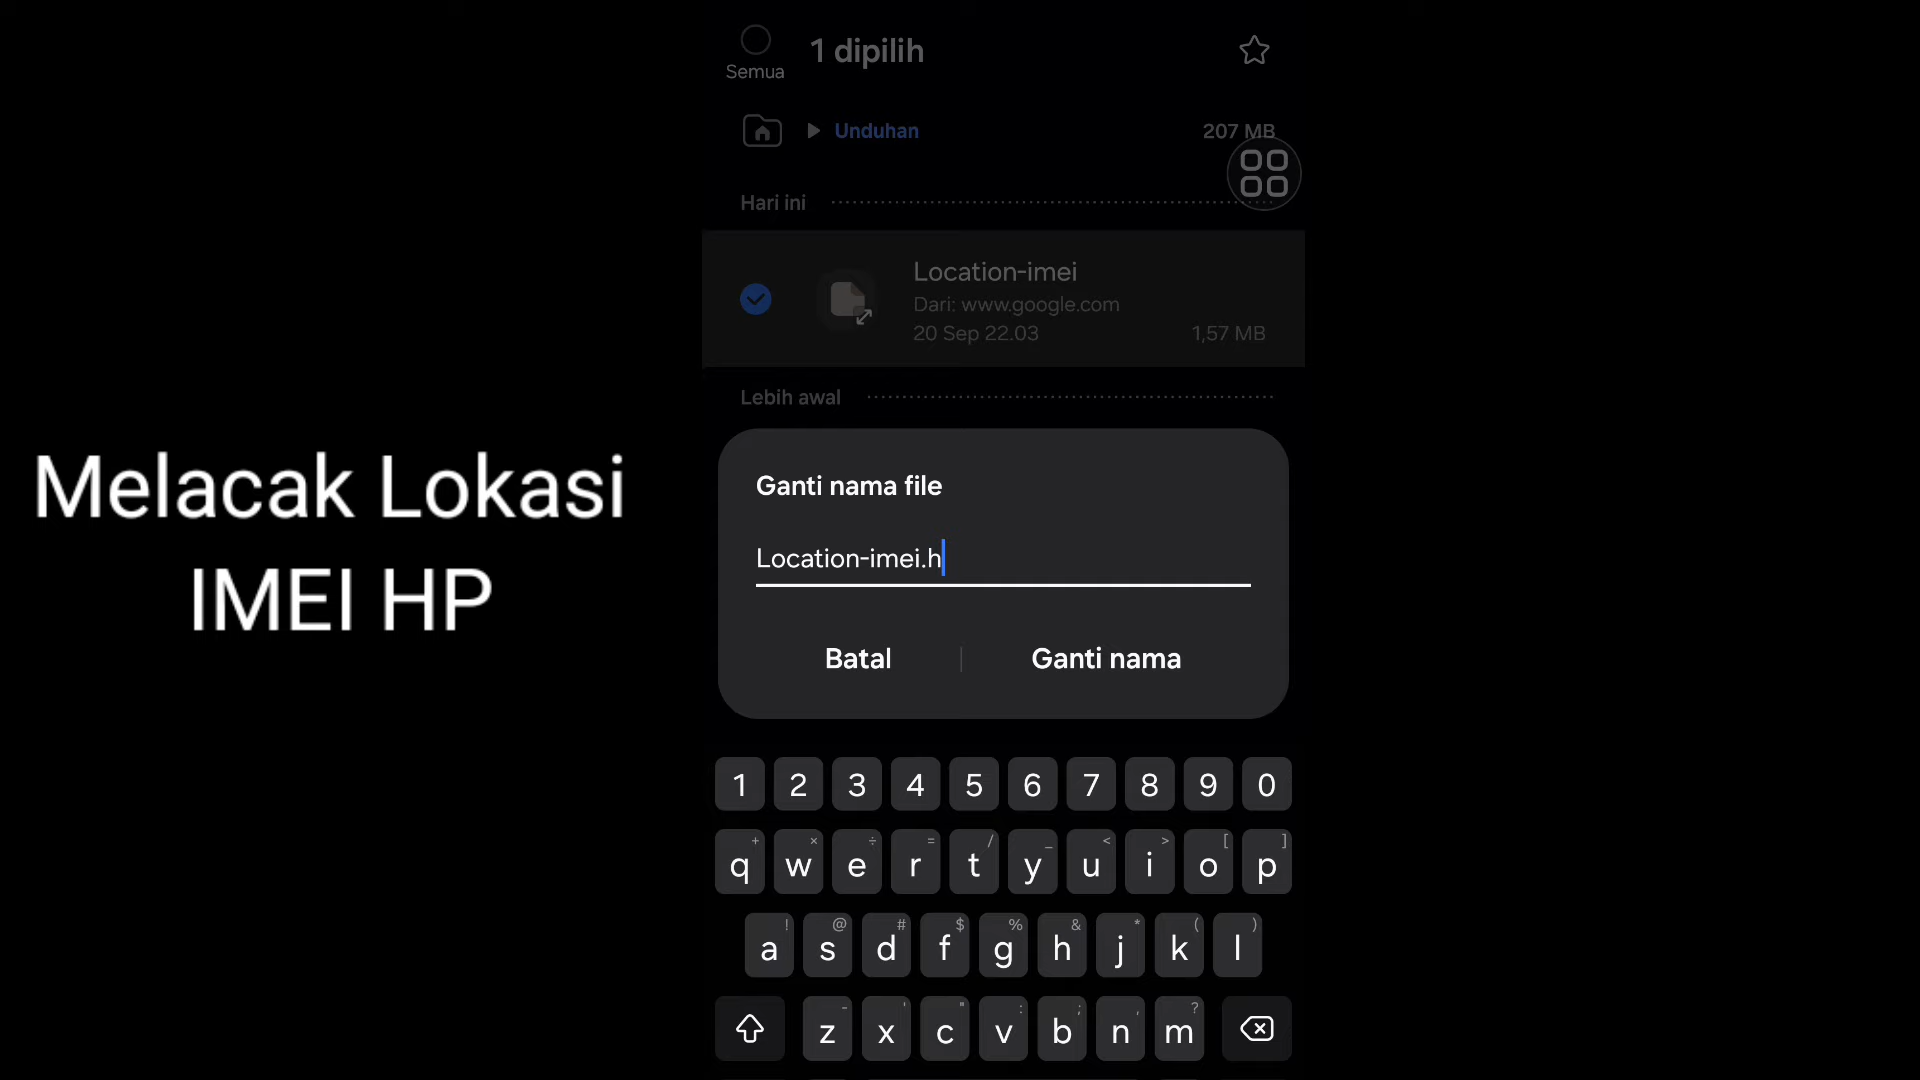 Semua
1 dipilih
Unduhan
207 MB
Hari ini
Location-imei
Dari: www.google.com
20 Sep 22.03
1,57 MB
Lebih awal
Melacak Lokasi
IMEI HP
Ganti nama file
Location-imei.h
Batal
Ganti nama
1 2 3 4 5 6 7 8 9 0
+ × ÷ = / _ < > [ ]
q w e r t y u i o p
! @ # $ % & * ( )
a s d f g h j k l
- ' " : ; , ?
z x c v b n m